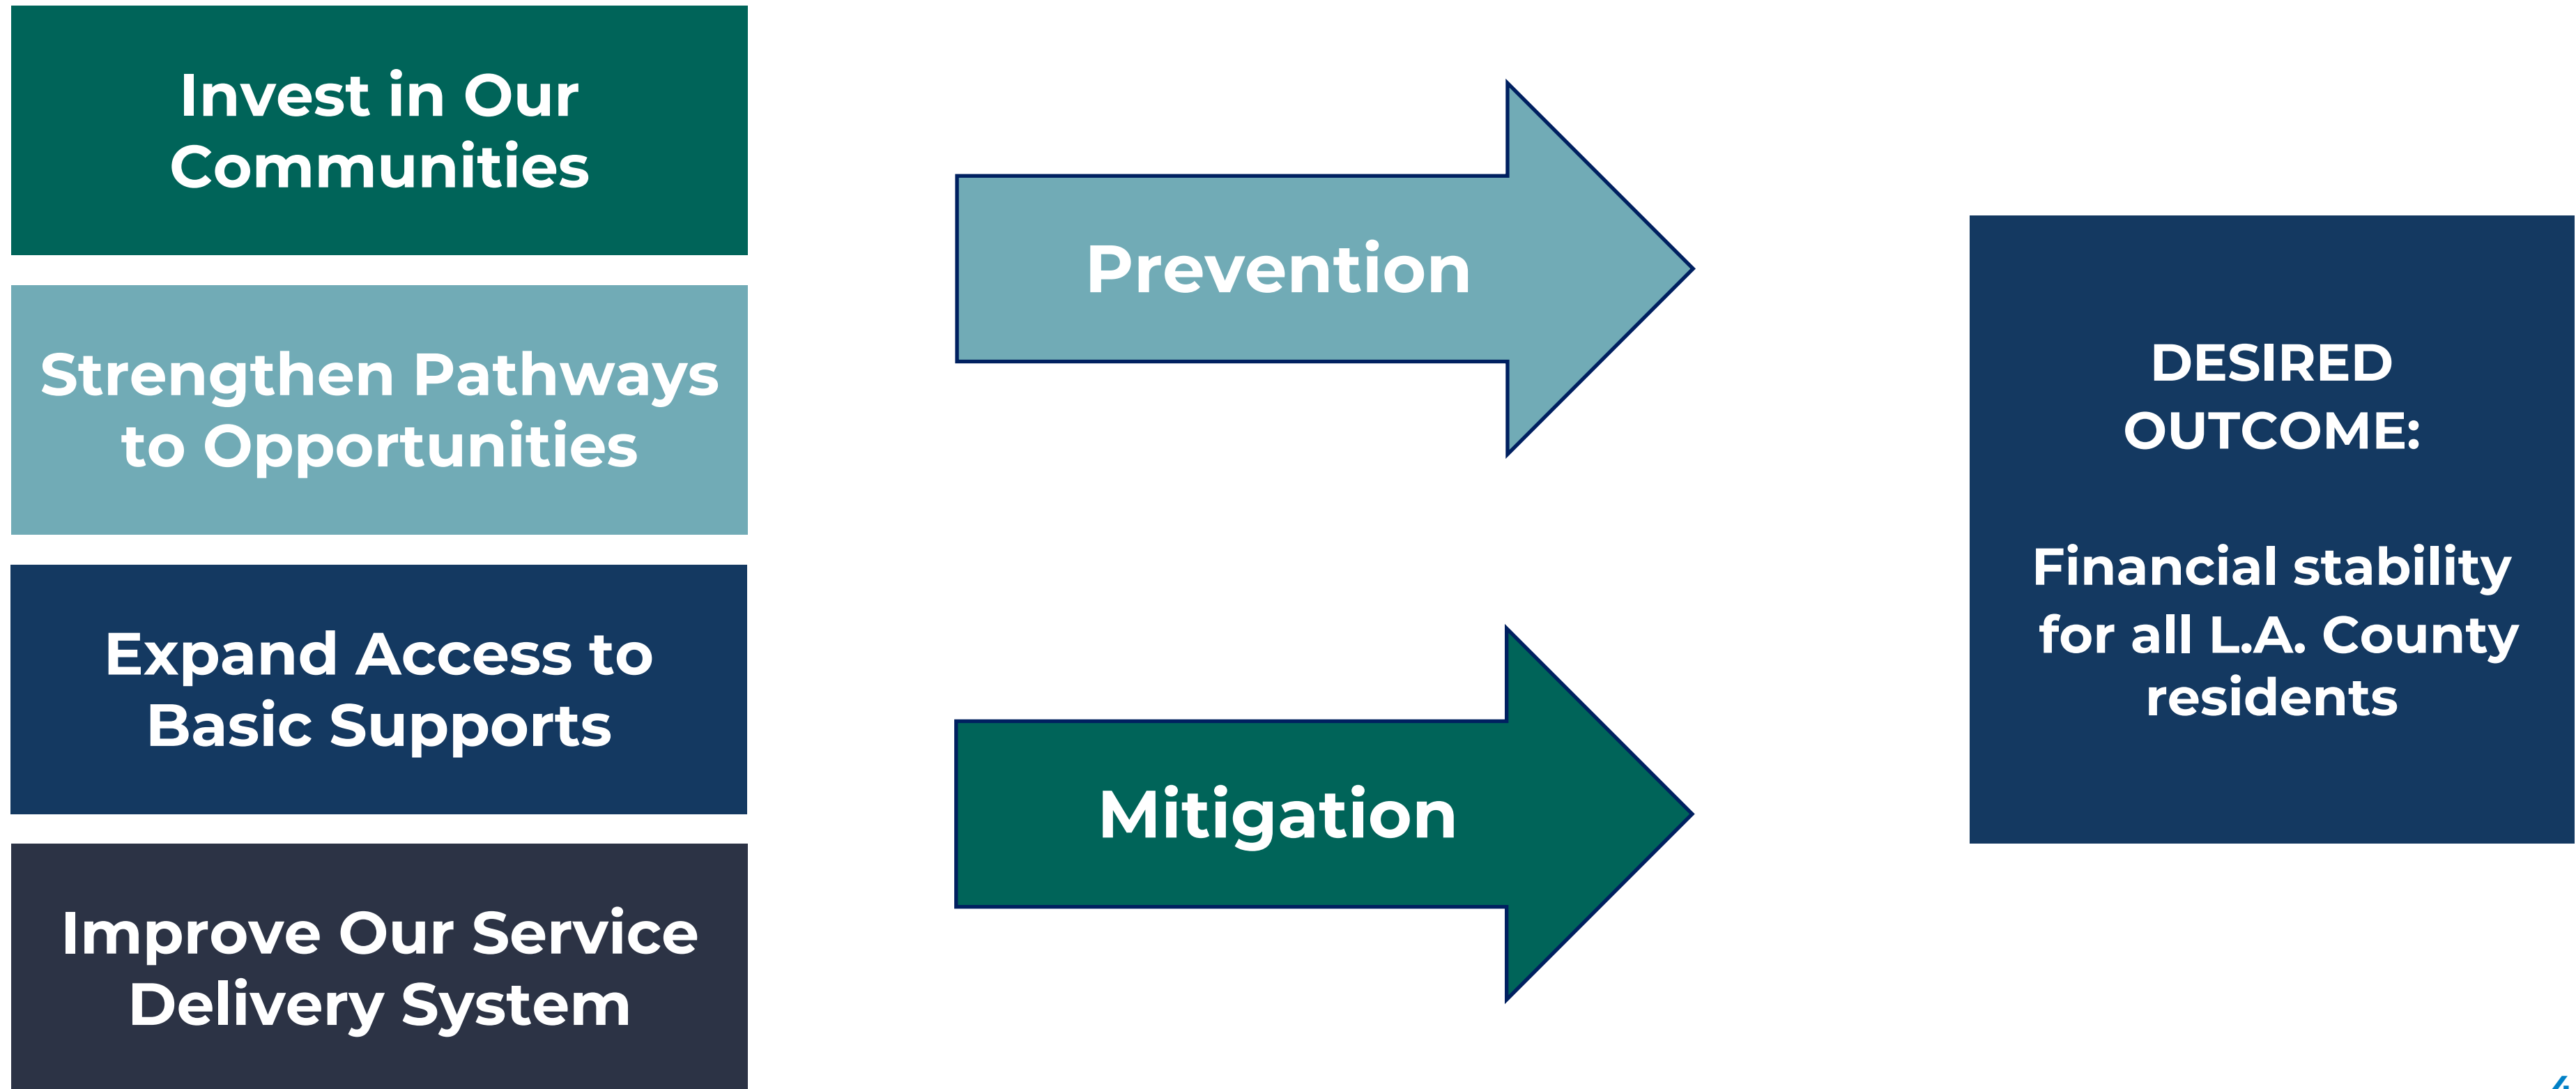 Invest in Our
Communities
Strengthen Pathways
to Opportunities
Expand Access to
Basic Supports
Improve Our Service
Delivery System
Prevention
Mitigation
DESIRED
OUTCOME:
Financial stability
for all L.A. County
residents